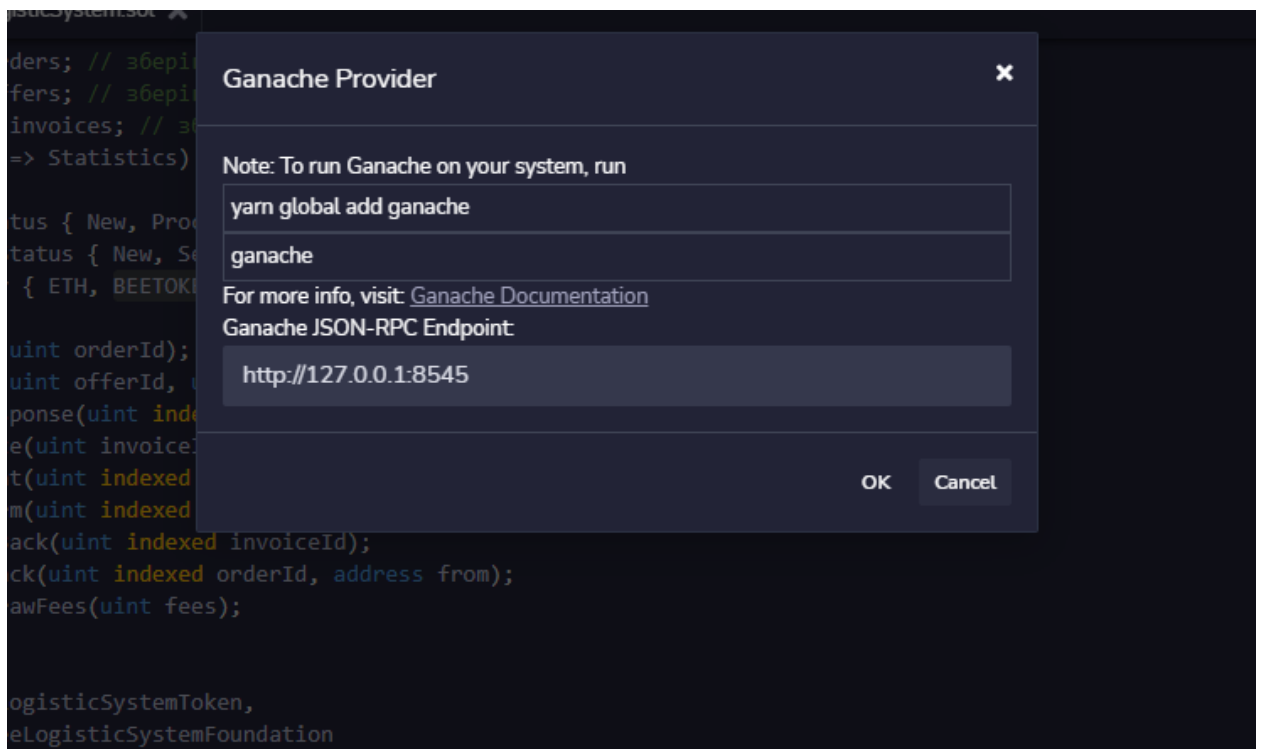 ogisticSystem.sol ✕
Ganache Provider
Note: To run Ganache on your system, run
yarn global add ganache
ganache
For more info, visit: Ganache Documentation
Ganache JSON-RPC Endpoint:
http://127.0.0.1:8545
OK Cancel
ders; // збері
fers; // збері
invoices; // з
=> Statistics)
tus { New, Pro
tatus { New, S
{ ETH, BEETOK
uint orderId);
uint offerId,
ponse(uint inde
e(uint invoice
t(uint indexed
m(uint indexed
ack(uint indexed invoiceId);
ck(uint indexed orderId, address from);
awFees(uint fees);
ogisticSystemToken,
eLogisticSystemFoundation